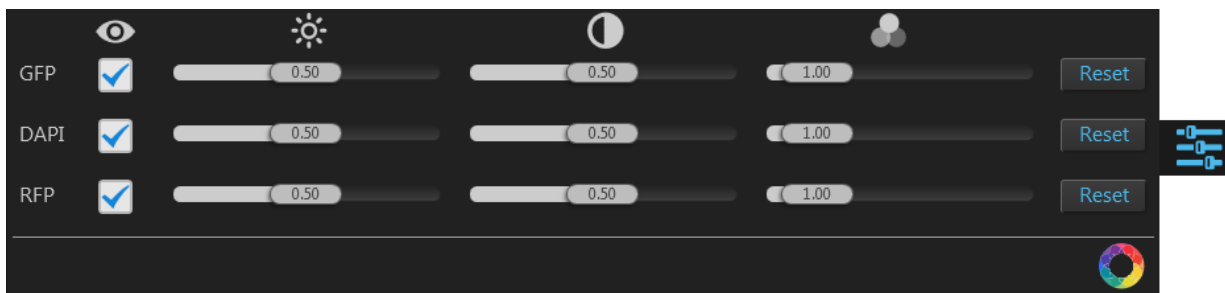 GFP 0.50 0.50 1.00 Reset
DAPI 0.50 0.50 1.00 Reset
RFP 0.50 0.50 1.00 Reset